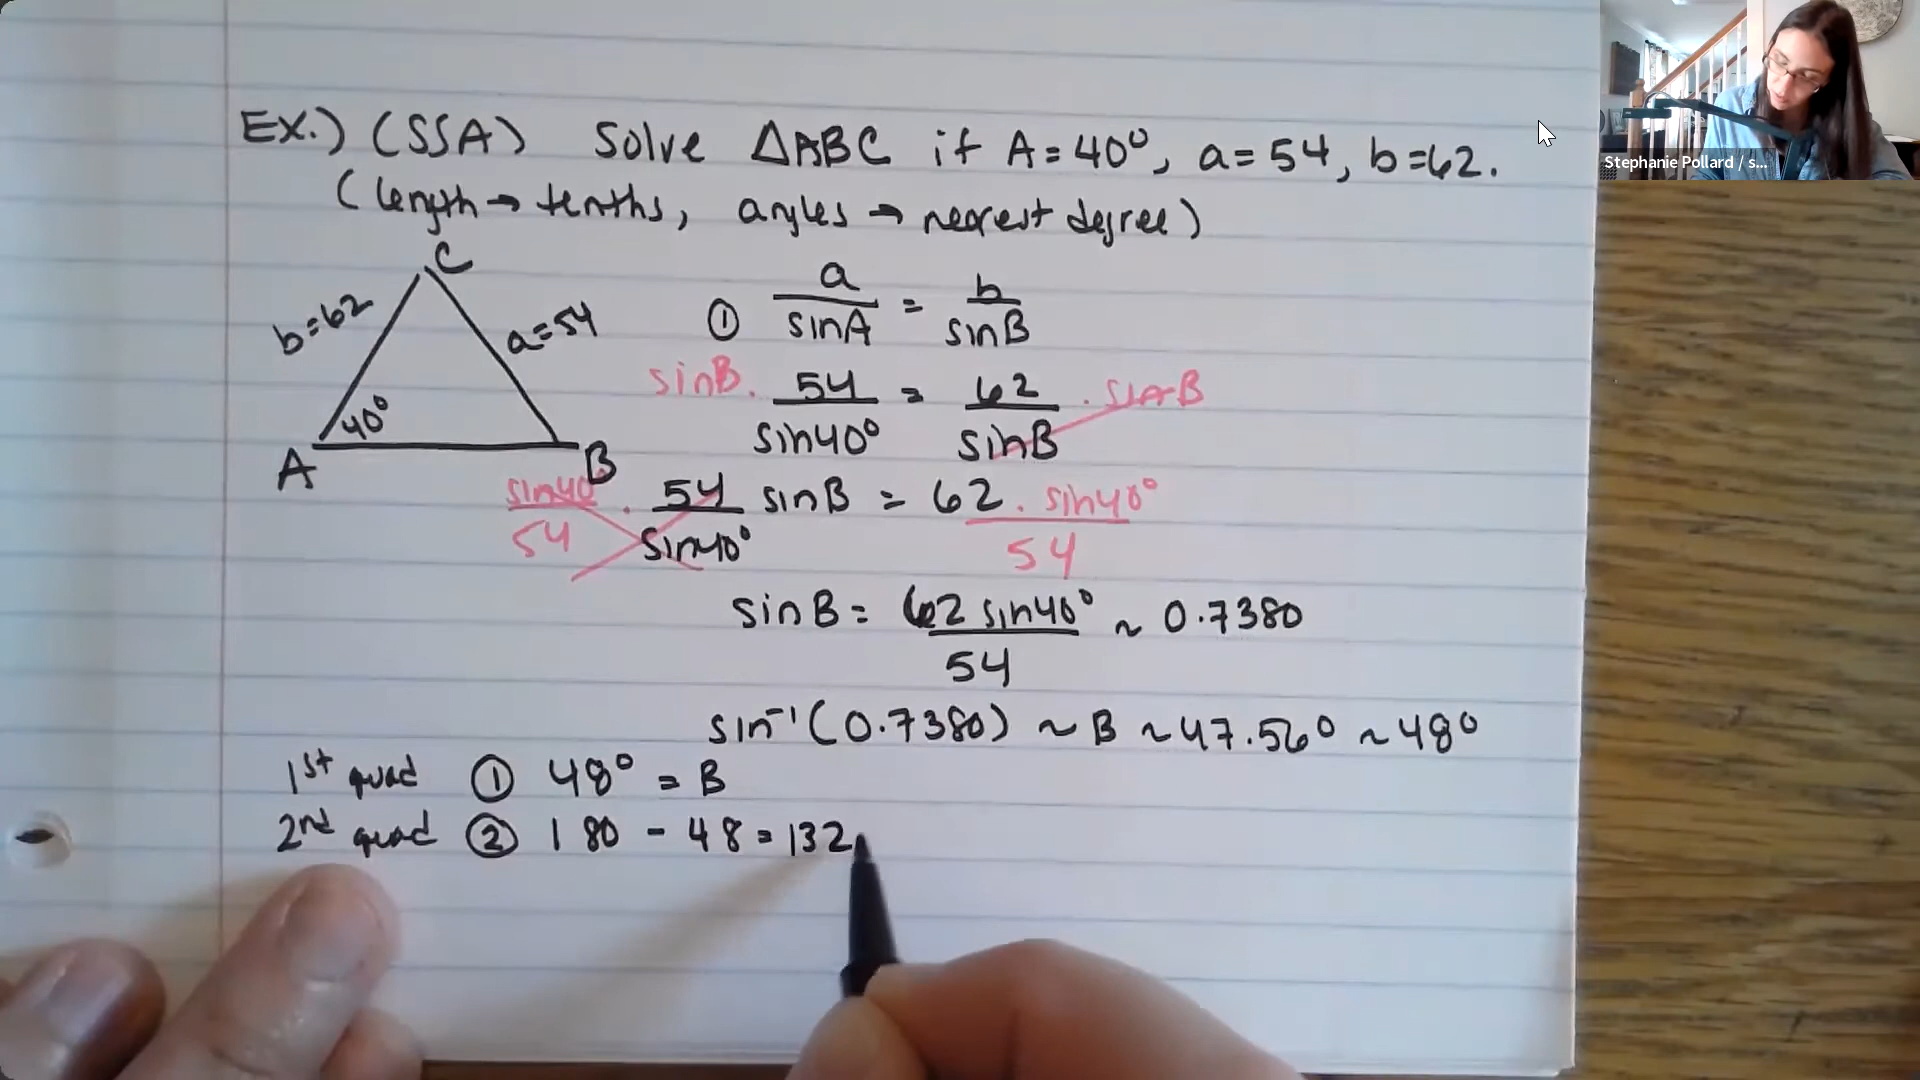 EX.) (SSA) Solve △ABC if A=40°, a=54, b=62.
(length → tenths, angles → nearest degree)
C
b=62
a=54
40°
A
B
① a/sinA = b/sinB
sinB · 54/sin40° = 62/sinB · sinB
sin40/54 · 54/sin40° sinB = 62 · sin40°/54
sinB = 62 sin40°/54 ~ 0.7380
sin⁻¹(0.7380) ~ B ~ 47.56° ~ 48°
1st quad ① 48° = B
2nd quad ② 180 - 48 = 132
Stephanie Pollard / s...